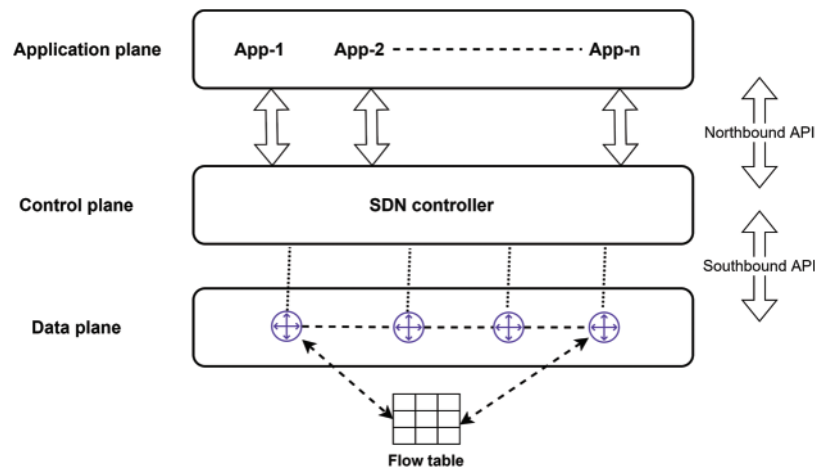 Application plane
App-1 App-2 App-n
Northbound API
Control plane
SDN controller
Southbound API
Data plane
Flow table